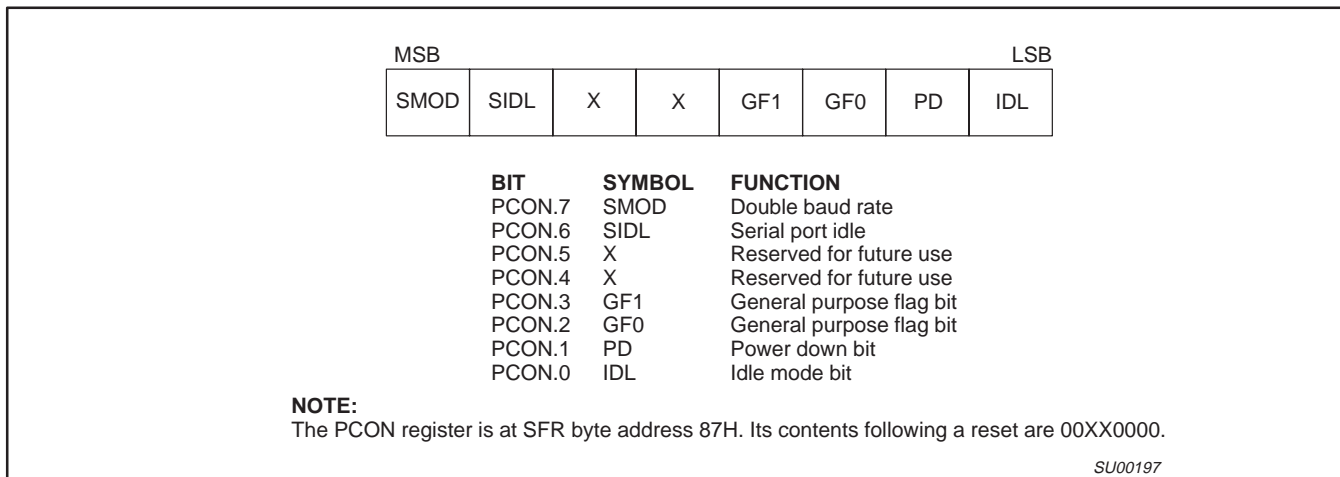 MSB LSB
SMOD SIDL X X GF1 GF0 PD IDL
BIT SYMBOL FUNCTION
PCON.7 SMOD Double baud rate
PCON.6 SIDL Serial port idle
PCON.5 X Reserved for future use
PCON.4 X Reserved for future use
PCON.3 GF1 General purpose flag bit
PCON.2 GF0 General purpose flag bit
PCON.1 PD Power down bit
PCON.0 IDL Idle mode bit
NOTE:
The PCON register is at SFR byte address 87H. Its contents following a reset are 00XX0000.
SU00197